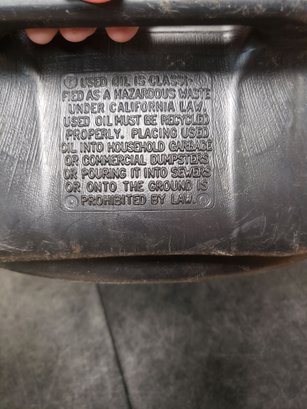 USED OIL IS CLASSI-
FIED AS A HAZARDOUS WASTE
UNDER CALIFORNIA LAW.
USED OIL MUST BE RECYCLED
PROPERLY. PLACING USED
OIL INTO HOUSEHOLD GARBAGE
OR COMMERCIAL DUMPSTERS
OR POURING IT INTO SEWERS
OR ONTO THE GROUND IS
PROHIBITED BY LAW.